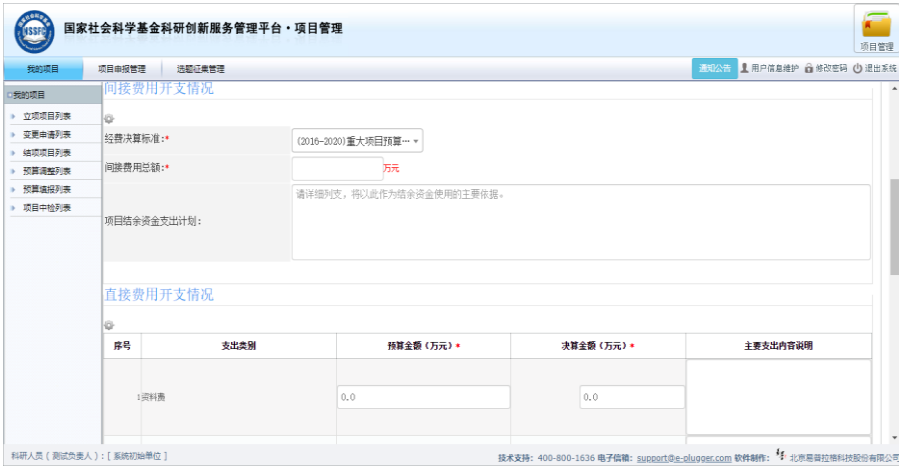 NSSFC 国家社会科学基金科研创新服务管理平台·项目管理
项目管理
我的项目 项目申报管理 选题征集管理 通知公告 用户信息维护 修改密码 退出系统
我的项目
立项项目列表
变更申请列表
结项项目列表
预算调整列表
预算填报列表
项目中检列表
间接费用开支情况
经费决算标准:* (2016-2020)重大项目预算…
间接费用总额:* 万元
项目结余资金支出计划: 请详细列支，将以此作为结余资金使用的主要依据。
直接费用开支情况
序号 支出类别 预算金额（万元）* 决算金额（万元）* 主要支出内容说明
1 资料费 0.0 0.0
科研人员（测试负责人）:[ 系统初始单位 ] 技术支持：400-800-1636 电子信箱：support@e-plugger.com 软件制作： 北京易普拉格科技股份有限公司